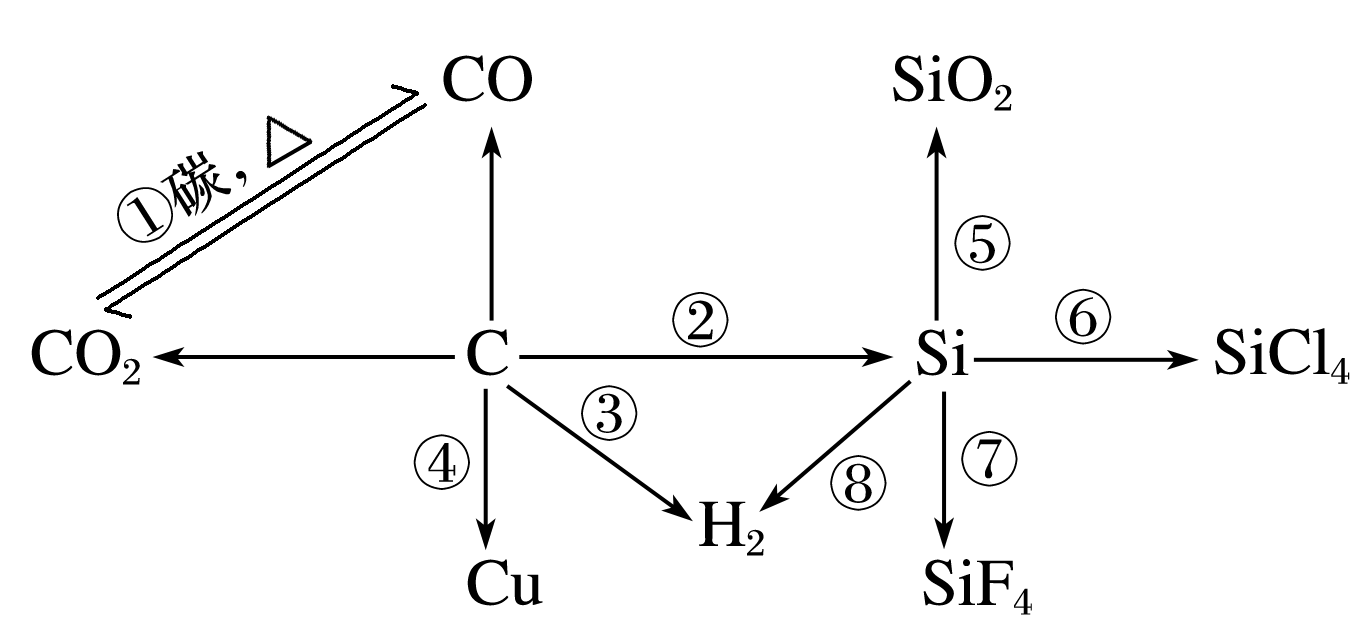 CO
SiO₂
①碳,△
⑤
②
⑥
CO₂
C
Si
SiCl₄
③
④
⑧
⑦
H₂
Cu
SiF₄